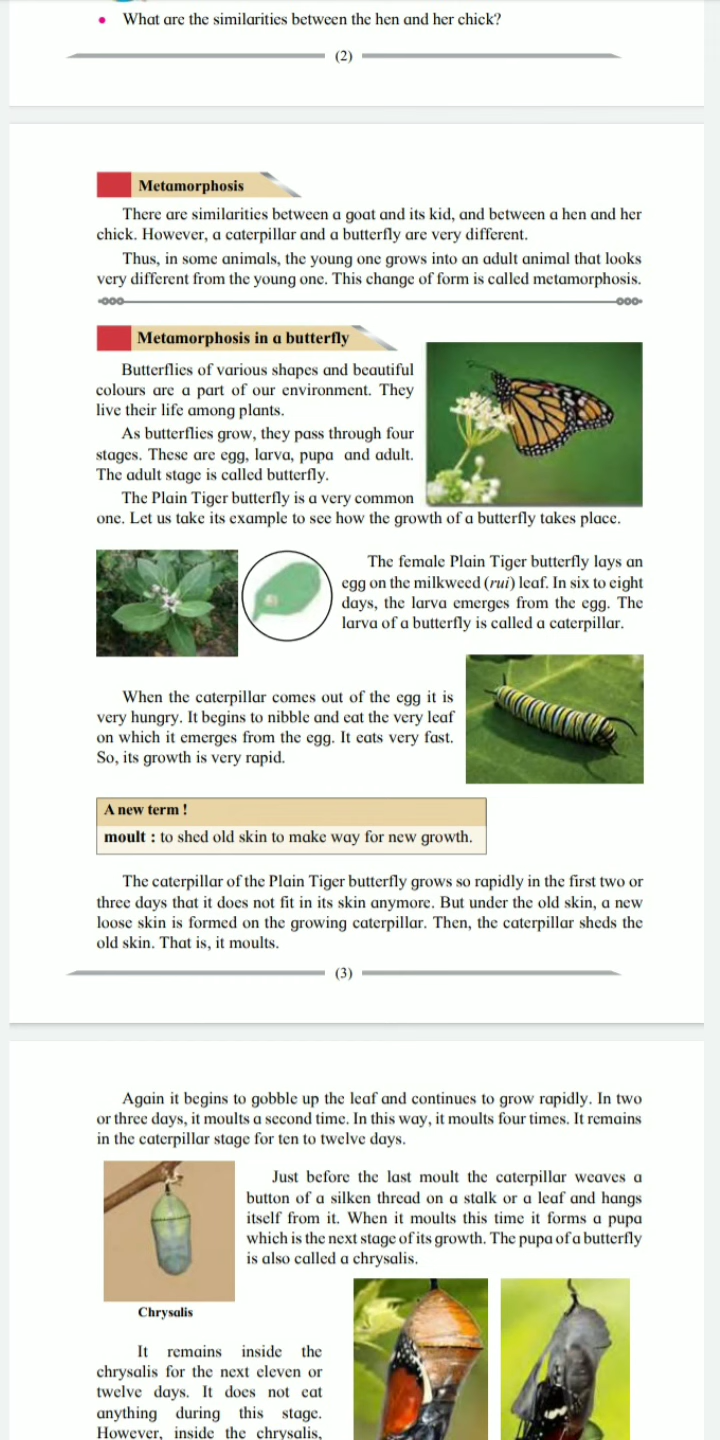 • What are the similarities between the hen and her chick?
(2)
Metamorphosis
There are similarities between a goat and its kid, and between a hen and her
chick. However, a caterpillar and a butterfly are very different.
Thus, in some animals, the young one grows into an adult animal that looks
very different from the young one. This change of form is called metamorphosis.
Metamorphosis in a butterfly
Butterflies of various shapes and beautiful
colours are a part of our environment. They
live their life among plants.
As butterflies grow, they pass through four
stages. These are egg, larva, pupa and adult.
The adult stage is called butterfly.
The Plain Tiger butterfly is a very common
one. Let us take its example to see how the growth of a butterfly takes place.
The female Plain Tiger butterfly lays an
egg on the milkweed (rui) leaf. In six to eight
days, the larva emerges from the egg. The
larva of a butterfly is called a caterpillar.
When the caterpillar comes out of the egg it is
very hungry. It begins to nibble and eat the very leaf
on which it emerges from the egg. It eats very fast.
So, its growth is very rapid.
A new term !
moult : to shed old skin to make way for new growth.
The caterpillar of the Plain Tiger butterfly grows so rapidly in the first two or
three days that it does not fit in its skin anymore. But under the old skin, a new
loose skin is formed on the growing caterpillar. Then, the caterpillar sheds the
old skin. That is, it moults.
(3)
Again it begins to gobble up the leaf and continues to grow rapidly. In two
or three days, it moults a second time. In this way, it moults four times. It remains
in the caterpillar stage for ten to twelve days.
Just before the last moult the caterpillar weaves a
button of a silken thread on a stalk or a leaf and hangs
itself from it. When it moults this time it forms a pupa
which is the next stage of its growth. The pupa of a butterfly
is also called a chrysalis.
Chrysalis
It remains inside the
chrysalis for the next eleven or
twelve days. It does not eat
anything during this stage.
However, inside the chrysalis,